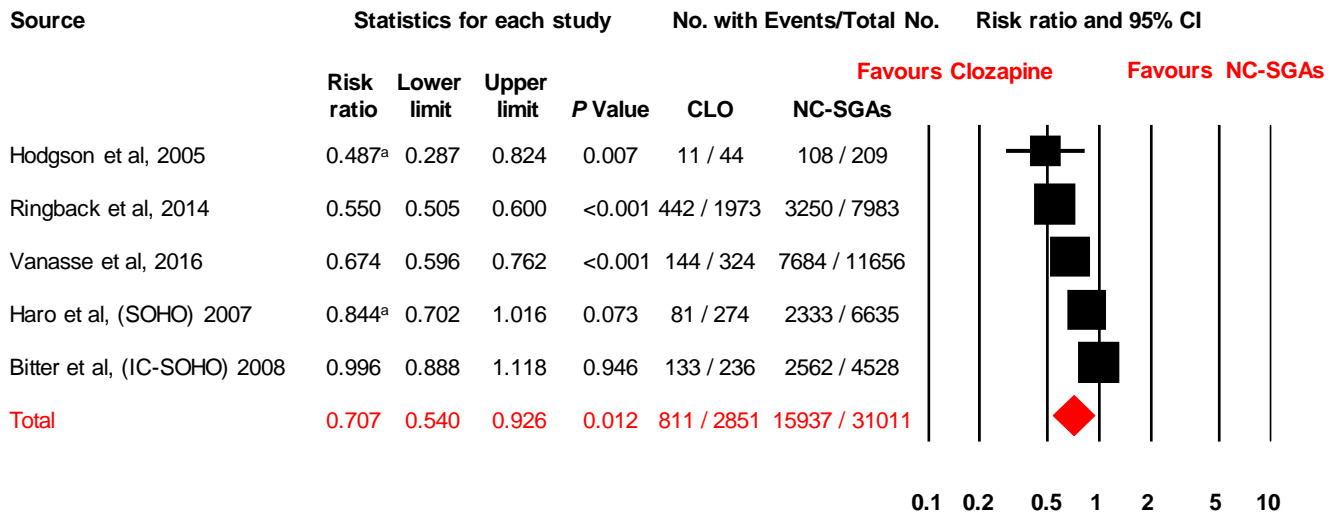 Source Statistics for each study No. with Events/Total No. Risk ratio and 95% CI
Favours Clozapine Favours NC-SGAs
Risk ratio Lower limit Upper limit P Value CLO NC-SGAs
Hodgson et al, 2005 0.487ᵃ 0.287 0.824 0.007 11 / 44 108 / 209
Ringback et al, 2014 0.550 0.505 0.600 <0.001 442 / 1973 3250 / 7983
Vanasse et al, 2016 0.674 0.596 0.762 <0.001 144 / 324 7684 / 11656
Haro et al, (SOHO) 2007 0.844ᵃ 0.702 1.016 0.073 81 / 274 2333 / 6635
Bitter et al, (IC-SOHO) 2008 0.996 0.888 1.118 0.946 133 / 236 2562 / 4528
Total 0.707 0.540 0.926 0.012 811 / 2851 15937 / 31011
0.1 0.2 0.5 1 2 5 10